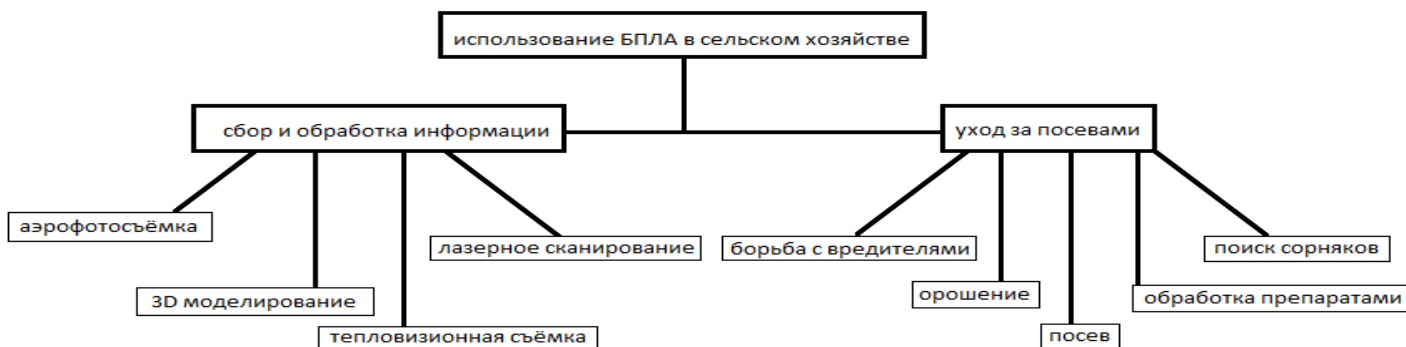 использование БПЛА в сельском хозяйстве
сбор и обработка информации
уход за посевами
аэрофотосъёмка
лазерное сканирование
борьба с вредителями
поиск сорняков
3D моделирование
орошение
обработка препаратами
тепловизионная съёмка
посев